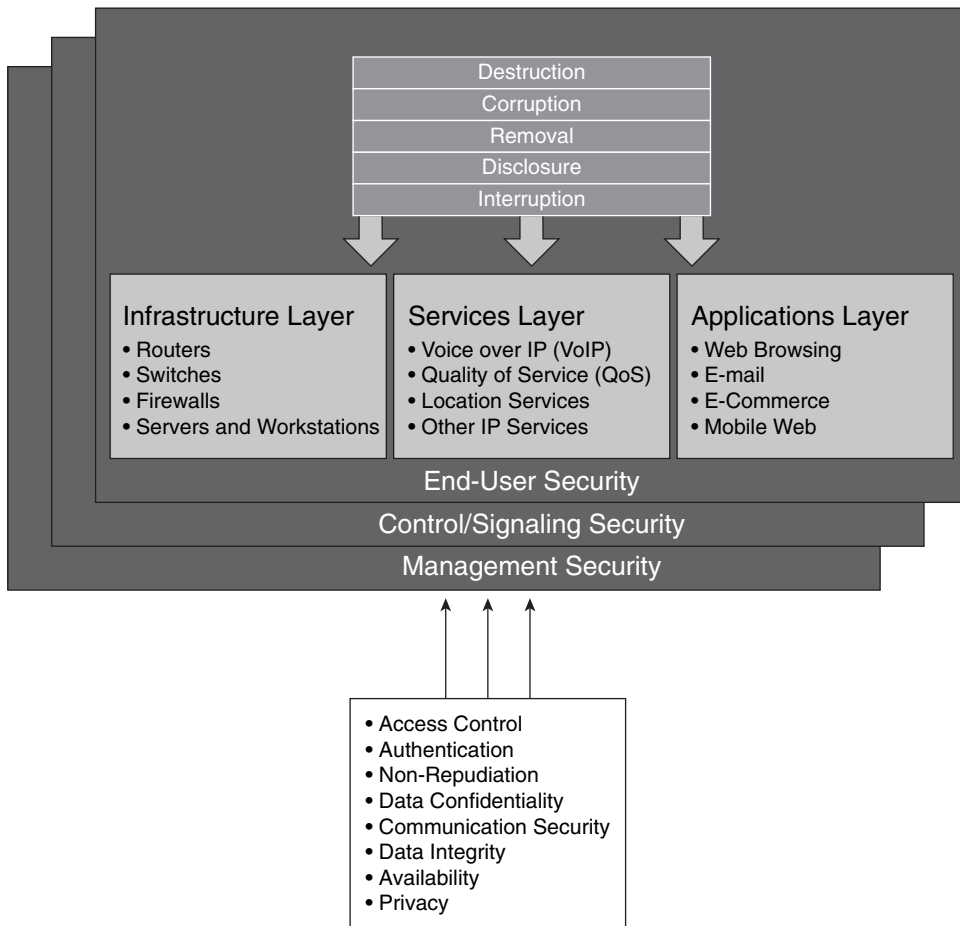 Destruction
Corruption
Removal
Disclosure
Interruption
Infrastructure Layer
• Routers
• Switches
• Firewalls
• Servers and Workstations
Services Layer
• Voice over IP (VoIP)
• Quality of Service (QoS)
• Location Services
• Other IP Services
Applications Layer
• Web Browsing
• E-mail
• E-Commerce
• Mobile Web
End-User Security
Control/Signaling Security
Management Security
• Access Control
• Authentication
• Non-Repudiation
• Data Confidentiality
• Communication Security
• Data Integrity
• Availability
• Privacy